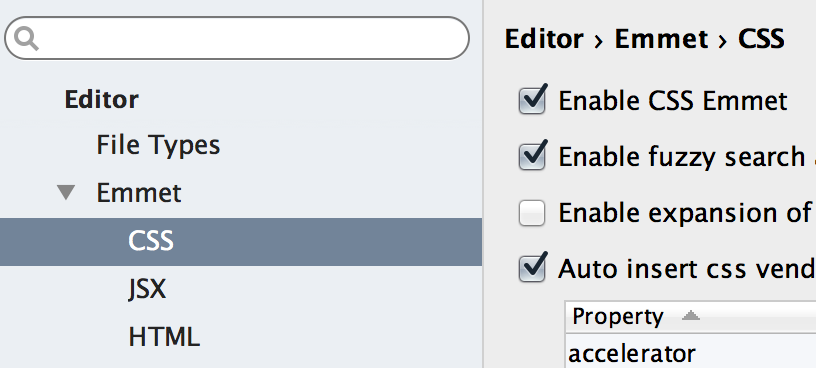 Editor
File Types
Emmet
CSS
JSX
HTML
Editor › Emmet › CSS
Enable CSS Emmet
Enable fuzzy search
Enable expansion of
Auto insert css vend
Property
accelerator